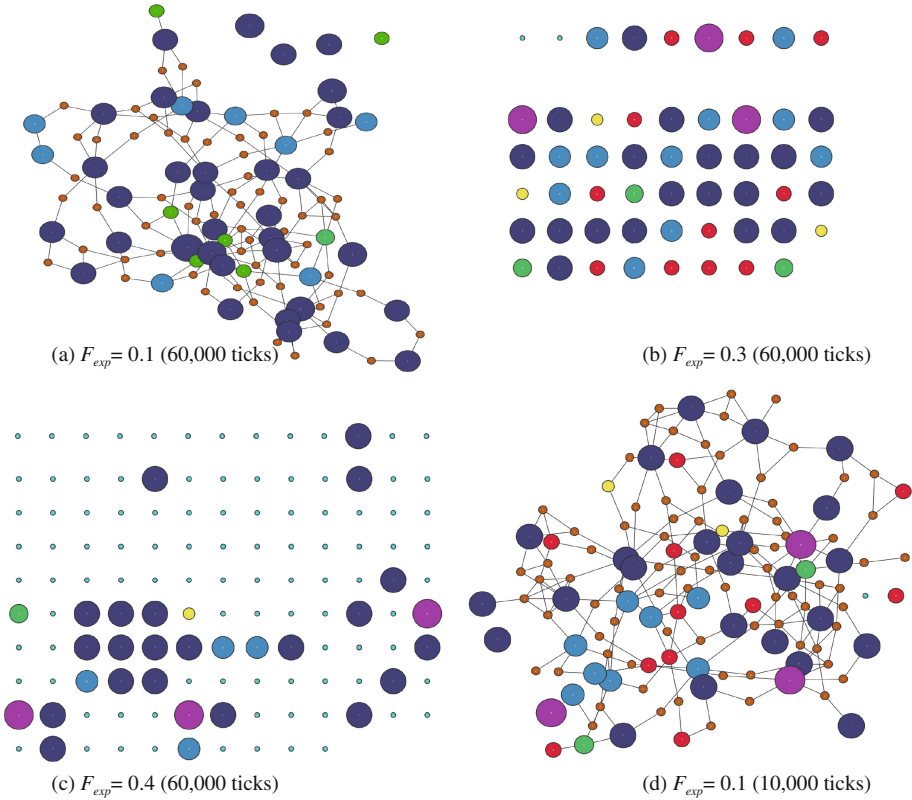 (a) F_exp= 0.1 (60,000 ticks)
(b) F_exp= 0.3 (60,000 ticks)
(c) F_exp= 0.4 (60,000 ticks)
(d) F_exp= 0.1 (10,000 ticks)